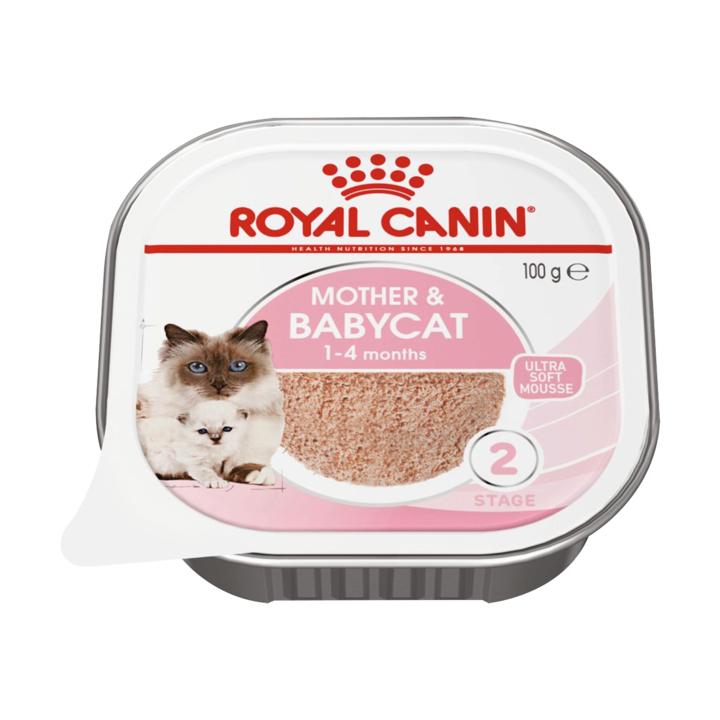 ROYAL CANIN®
HEALTH NUTRITION SINCE 1968
100 g ℮
MOTHER &
BABYCAT
1-4 months
ULTRA
SOFT
MOUSSE
2
STAGE